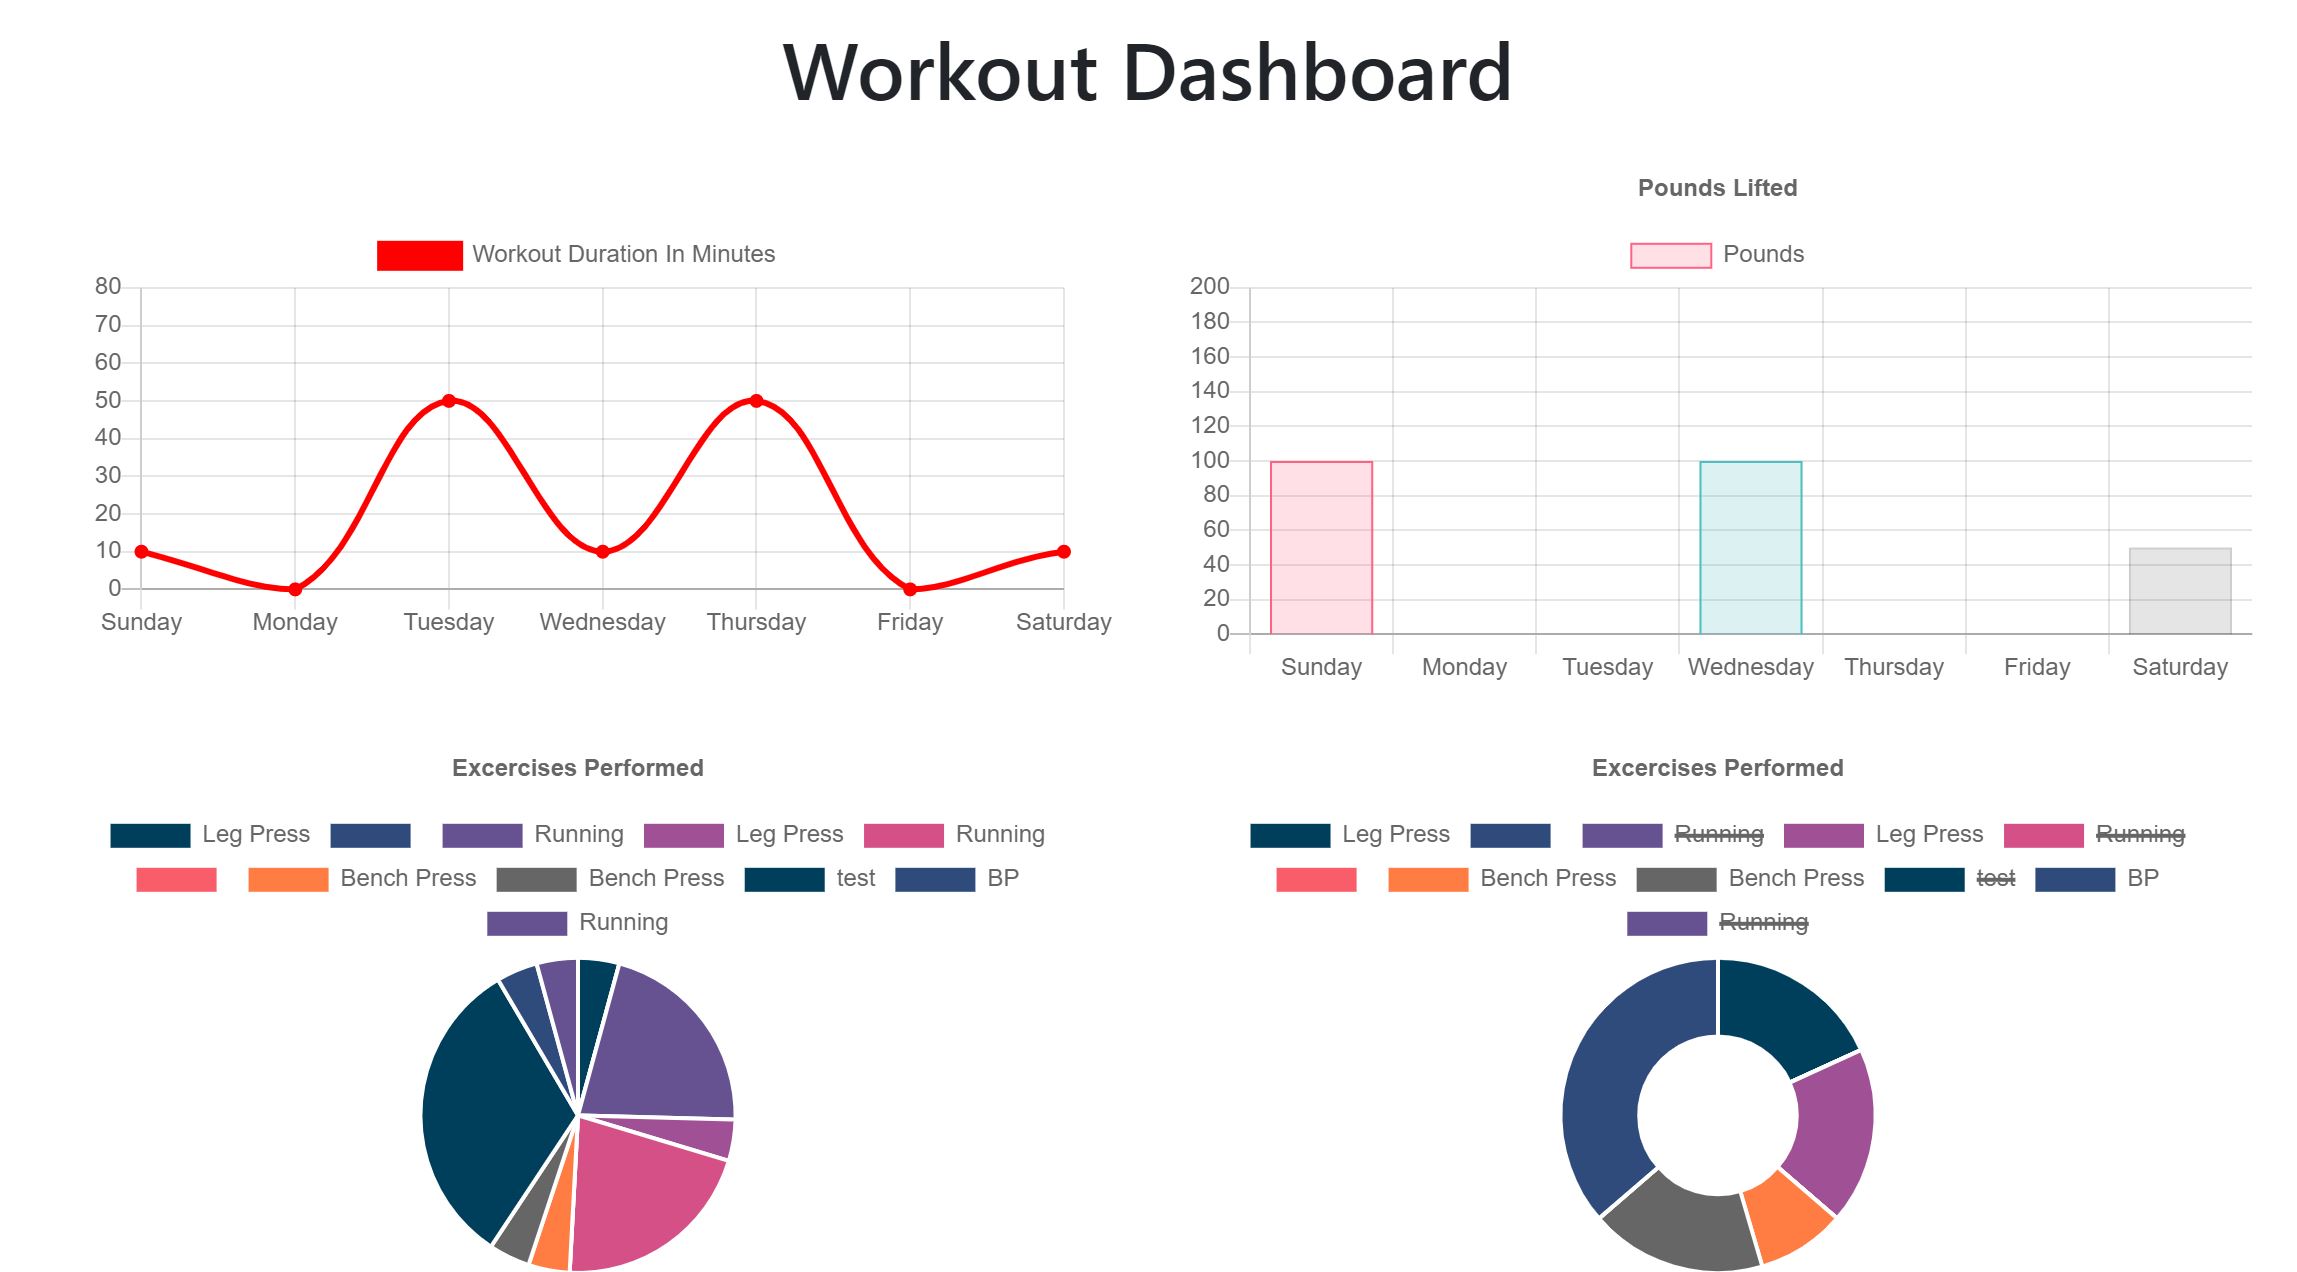 Workout Dashboard
Workout Duration In Minutes
80
70
60
50
40
30
20
10
0
Sunday Monday Tuesday Wednesday Thursday Friday Saturday
Pounds Lifted
Pounds
200
180
160
140
120
100
80
60
40
20
0
Sunday Monday Tuesday Wednesday Thursday Friday Saturday
Excercises Performed
Leg Press Running Leg Press Running
Bench Press Bench Press test BP
Running
Excercises Performed
Leg Press Running Leg Press Running
Bench Press Bench Press test BP
Running